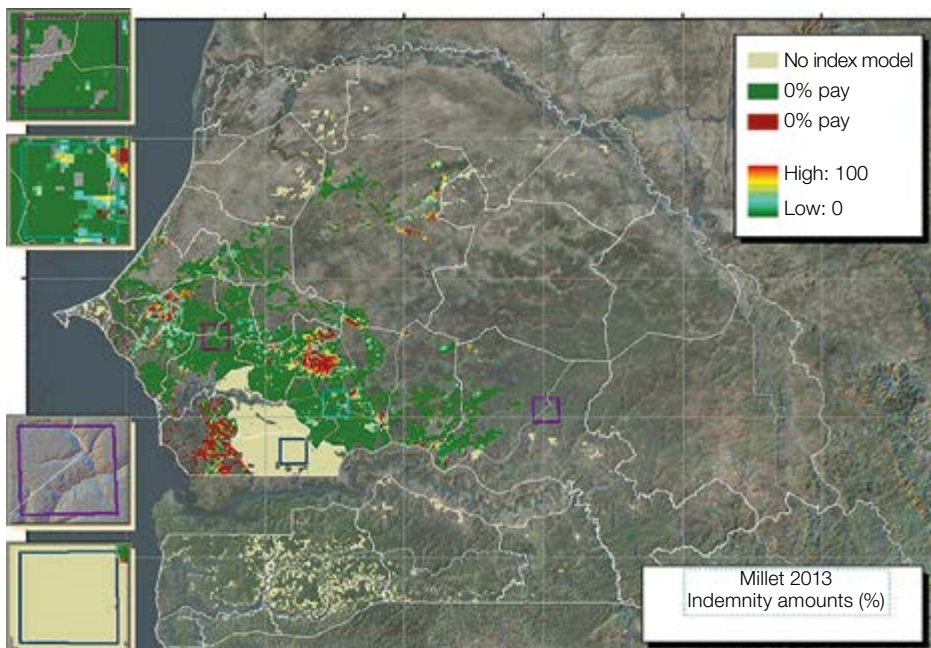 No index model
0% pay
0% pay
High: 100
Low: 0
Millet 2013
Indemnity amounts (%)